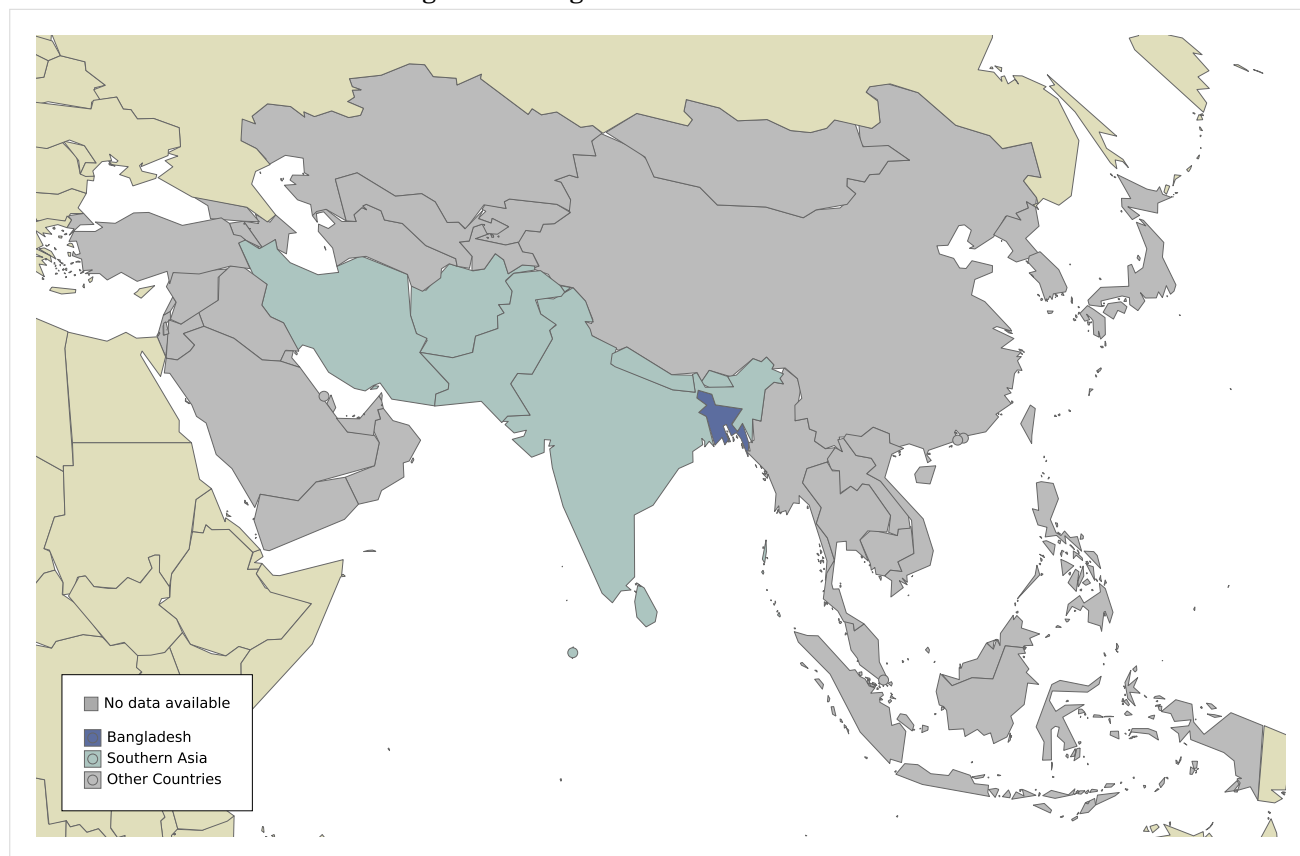 No data available
Bangladesh
Southern Asia
Other Countries